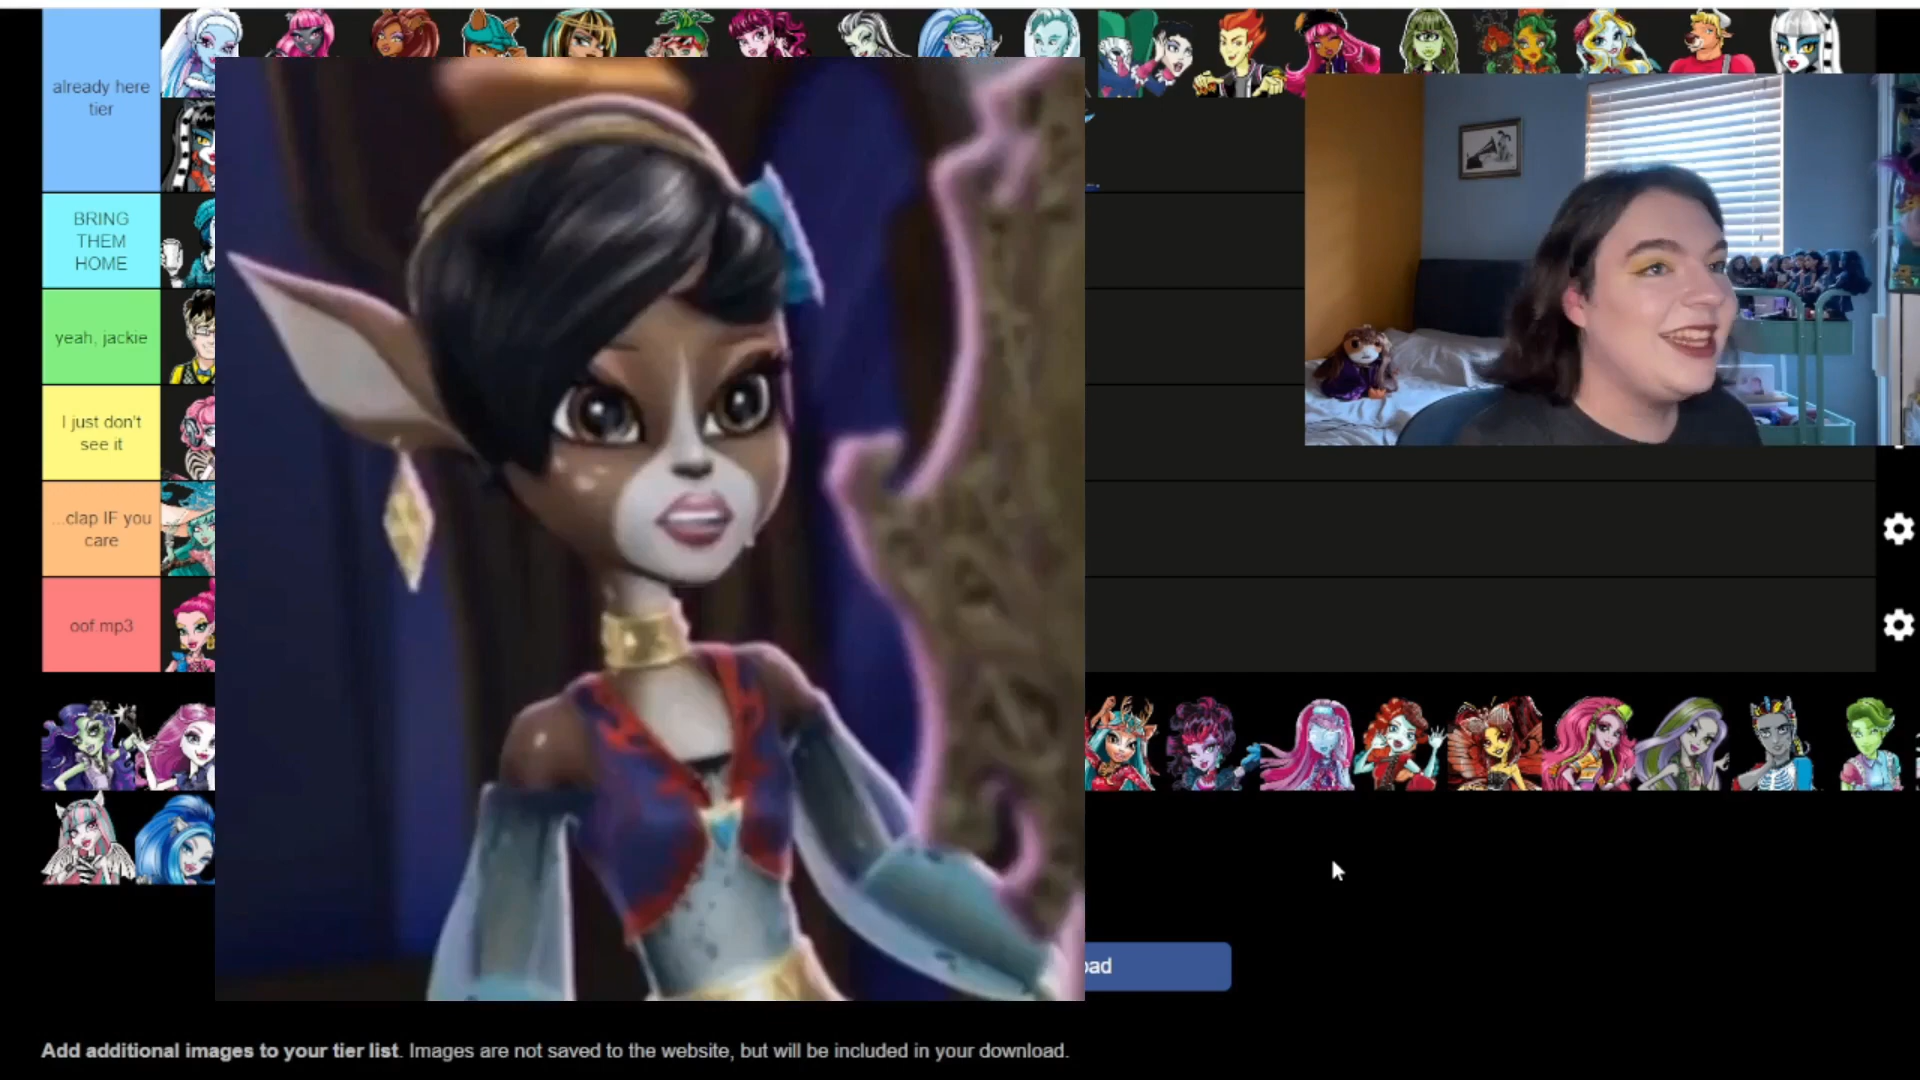 already here
tier
BRING
THEM
HOME
yeah, jackie
I just don't
see it
...clap IF you
care
oof.mp3
oad
Add additional images to your tier list. Images are not saved to the website, but will be included in your download.